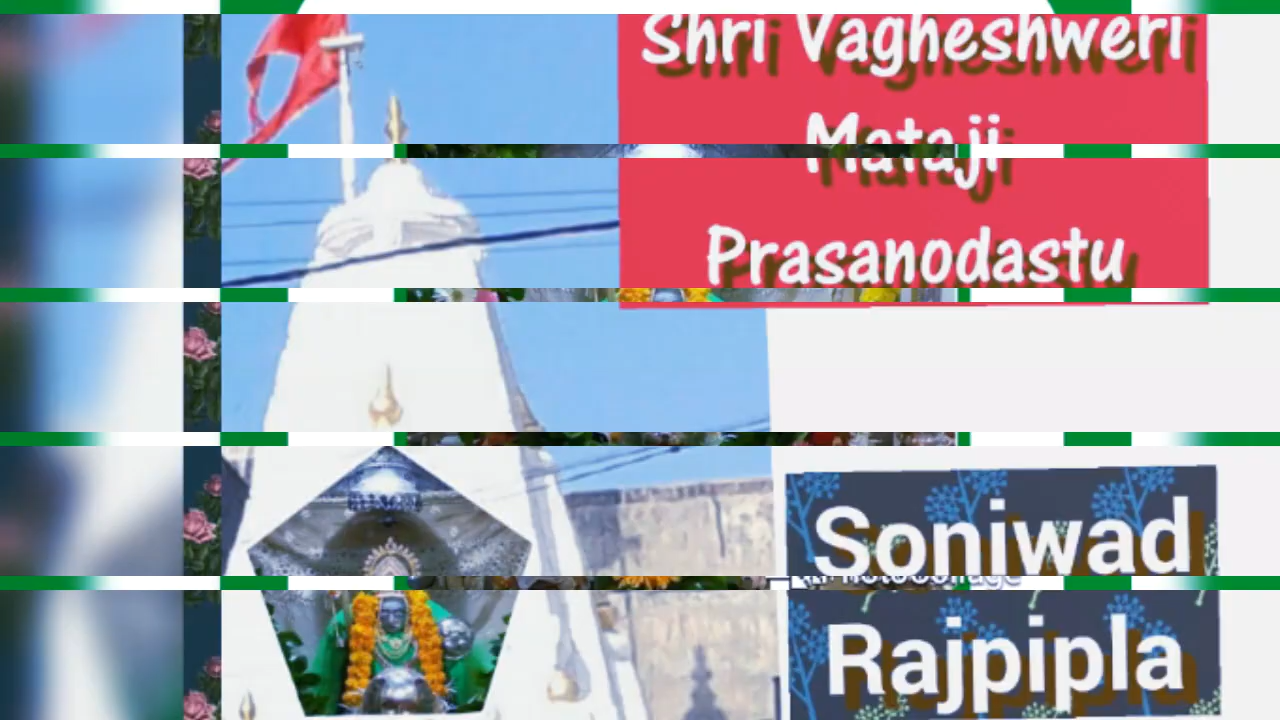 Shri Vagheshweri
Mataji
Prasanodastu
Soniwad
Rajpipla